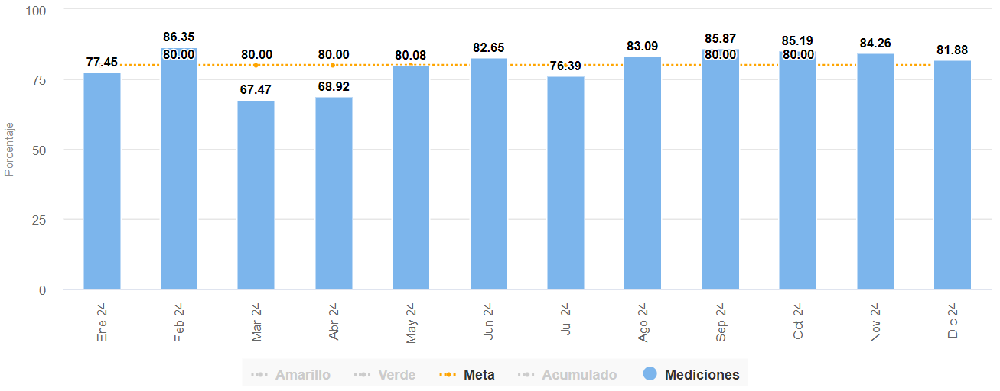 100
75
50
25
0
Porcentaje
77.45
86.35
80.00
80.00
67.47
80.00
68.92
80.08
82.65
76.39
83.09
85.87
80.00
85.19
80.00
84.26
81.88
Ene 24
Feb 24
Mar 24
Abr 24
May 24
Jun 24
Jul 24
Ago 24
Sep 24
Oct 24
Nov 24
Dic 24
Amarillo Verde Meta Acumulado Mediciones